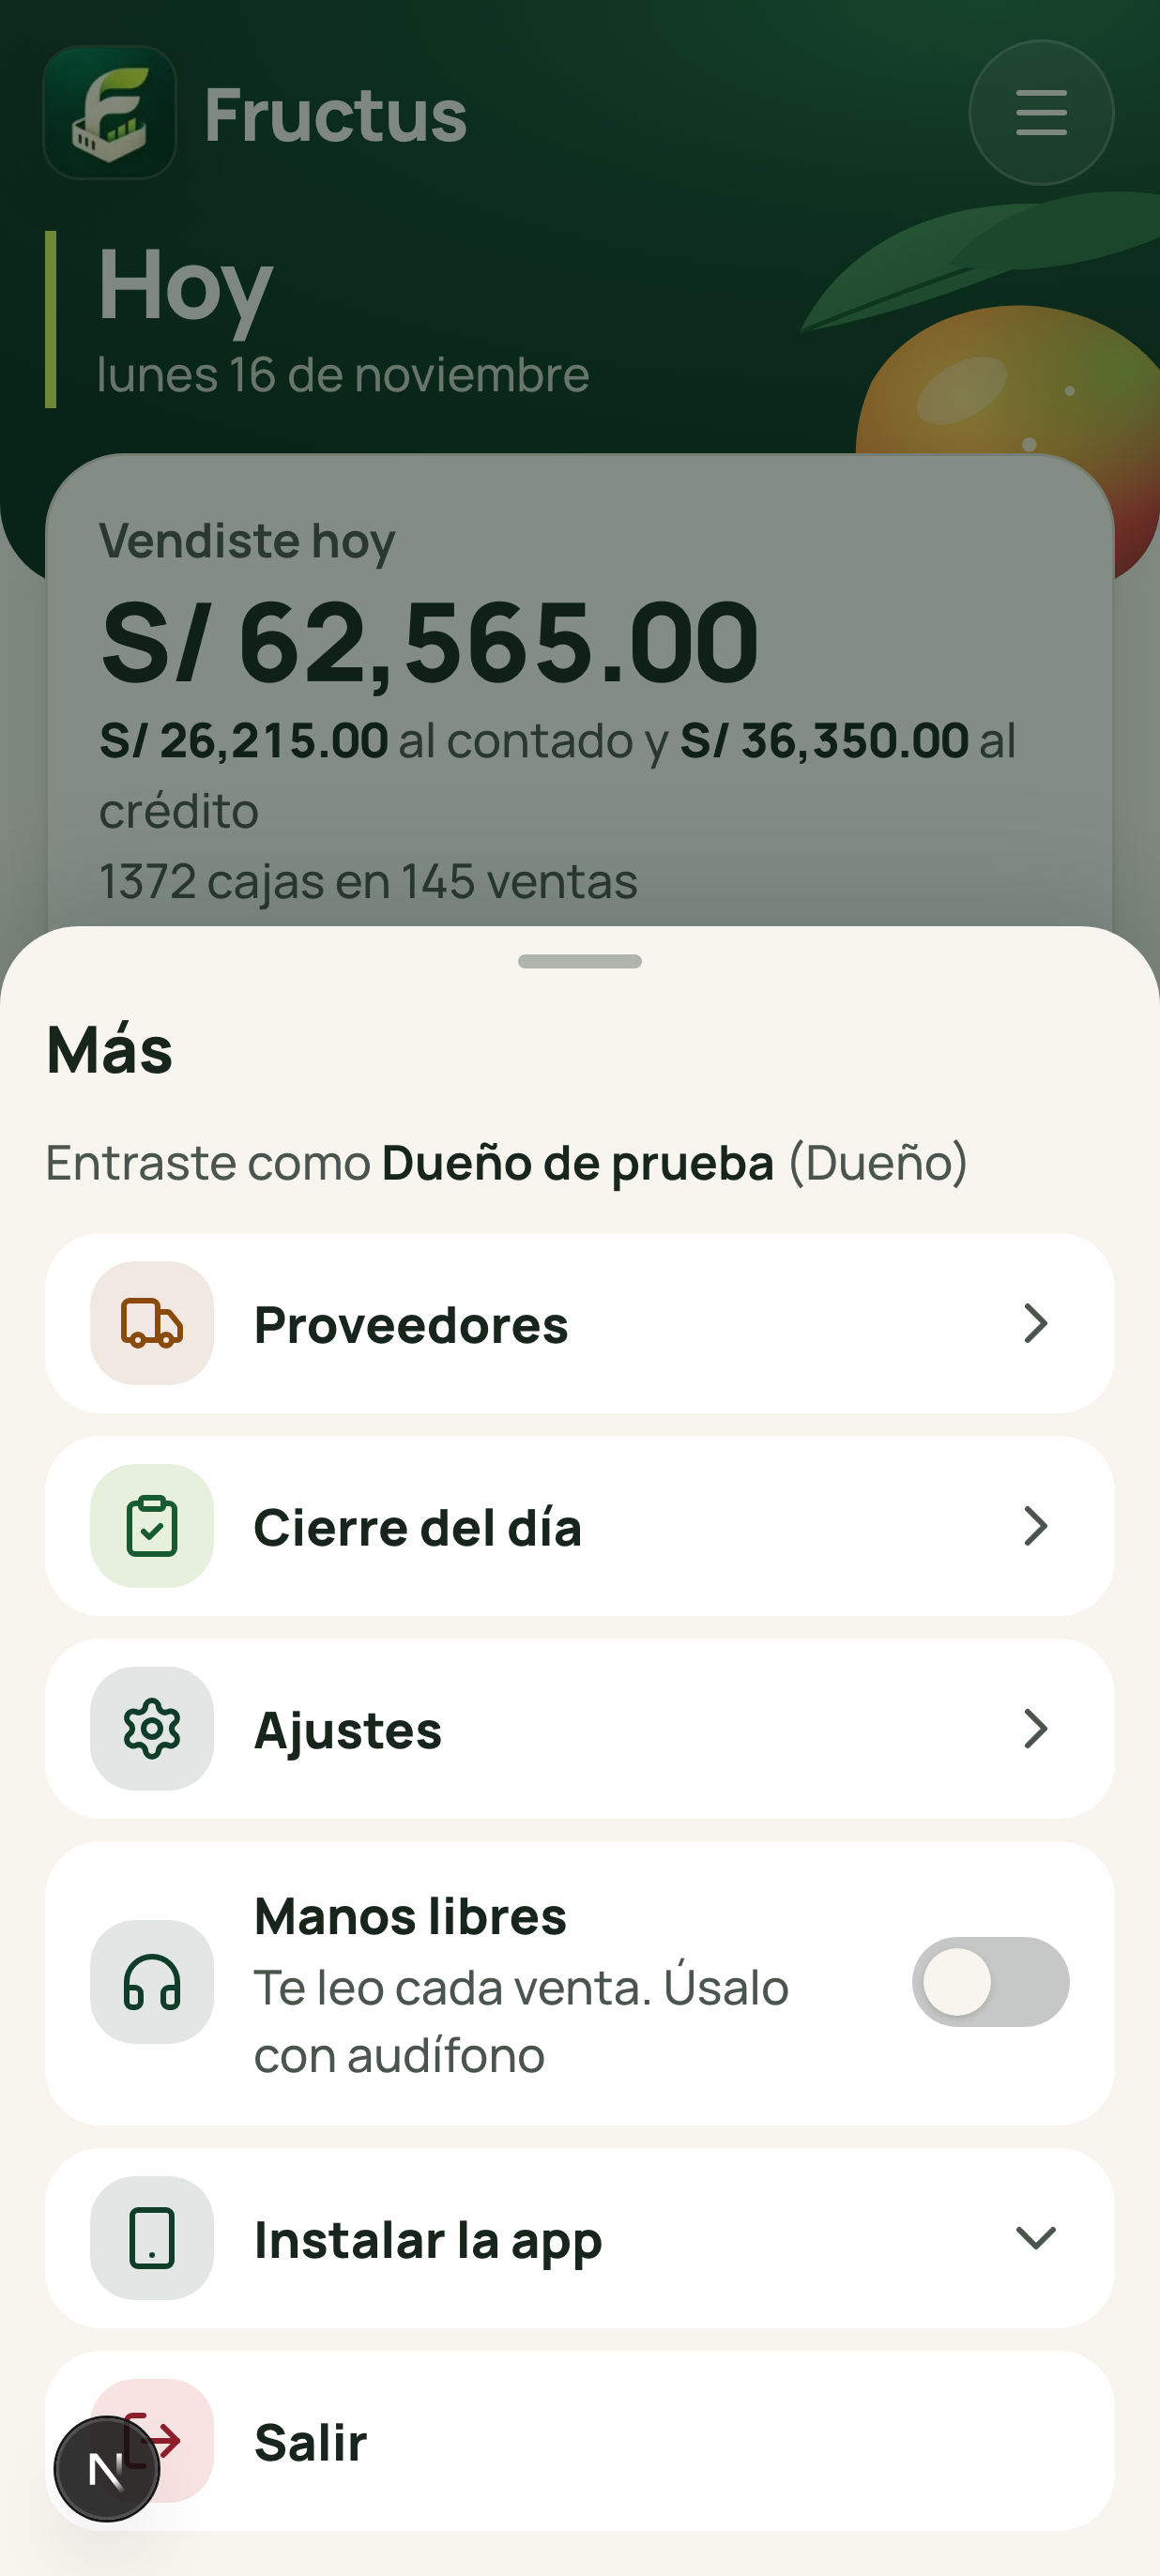 Fructus
Hoy
lunes 16 de noviembre
Vendiste hoy
S/ 62,565.00
S/ 26,215.00 al contado y S/ 36,350.00 al
crédito
1372 cajas en 145 ventas
Más
Entraste como Dueño de prueba (Dueño)
Proveedores
Cierre del día
Ajustes
Manos libres
Te leo cada venta. Úsalo
con audífono
Instalar la app
Salir
N